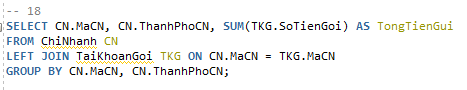 -- 18
SELECT CN.MaCN, CN.ThanhPhoCN, SUM(TKG.SoTienGoi) AS TongTienGui
FROM ChiNhanh CN
LEFT JOIN TaiKhoanGoi TKG ON CN.MaCN = TKG.MaCN
GROUP BY CN.MaCN, CN.ThanhPhoCN;